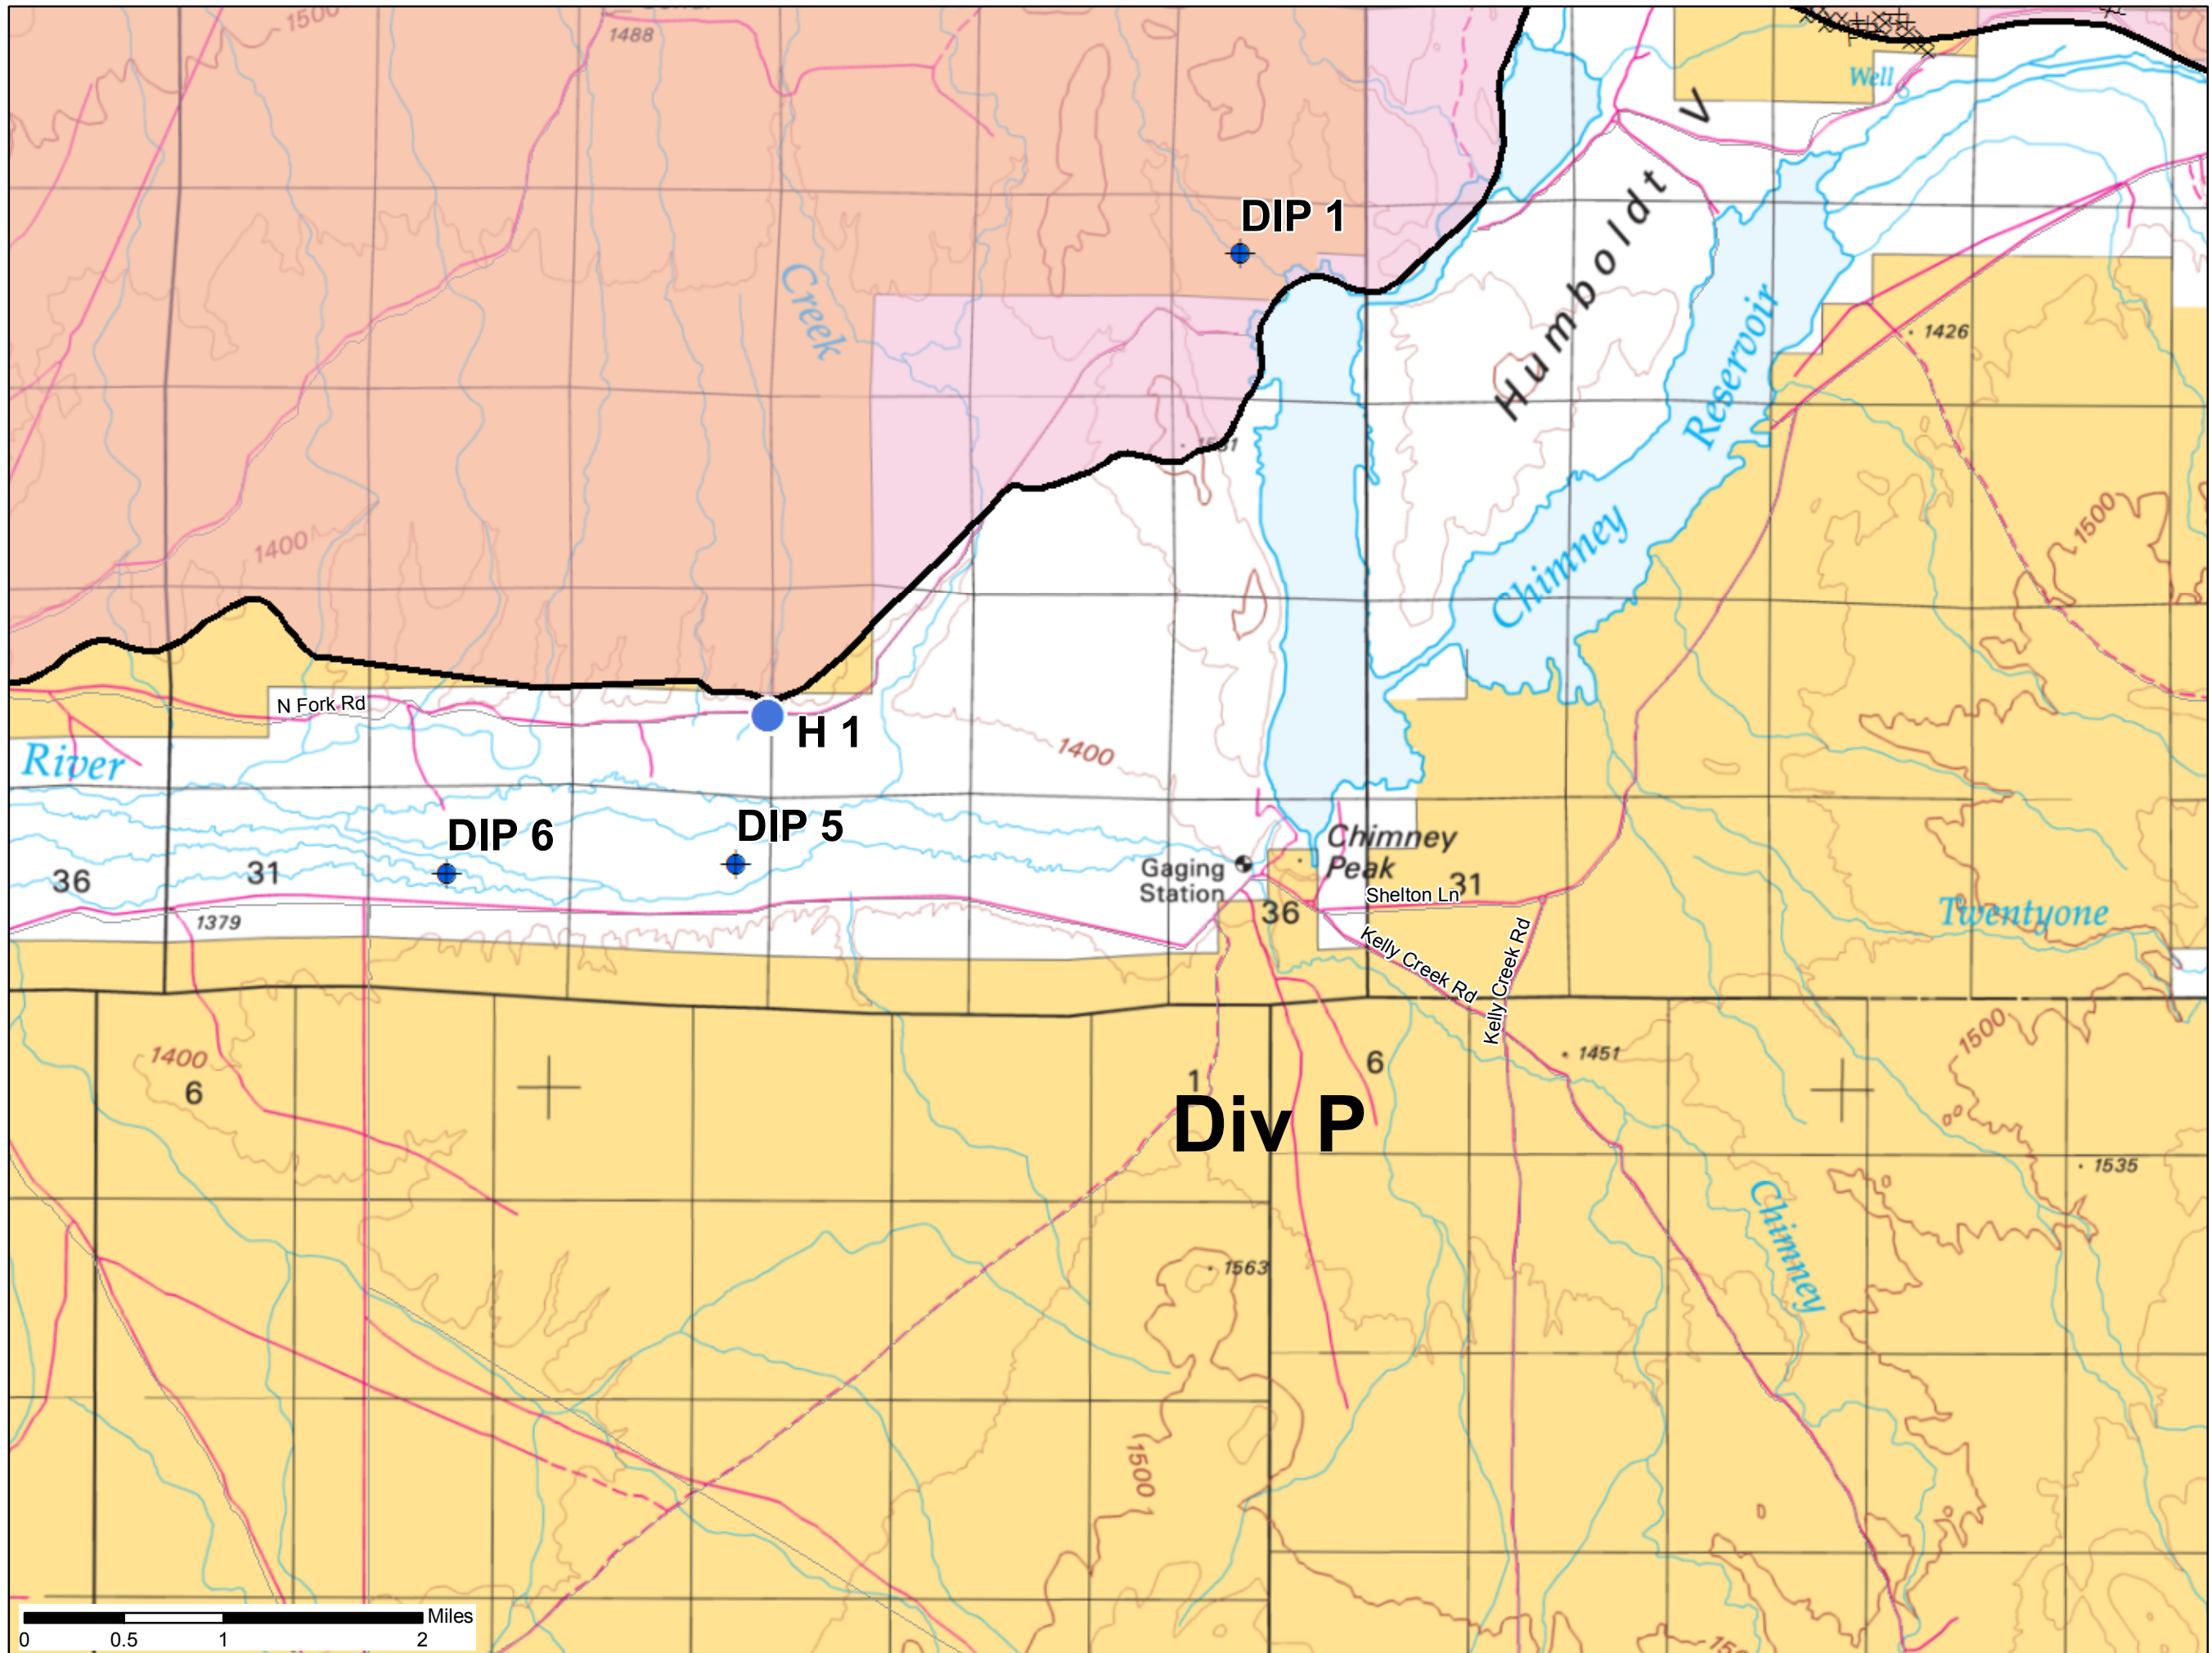 1500
1488
Well
V
DIP 1
Humboldt
Creek
Reservoir
1426
1400
Chimney
1500
N Fork Rd
H 1
River
1400
DIP 6
DIP 5
Chimney
Peak
Gaging
Station
36
31
31
Shelton Ln
36
1379
Twentyone
Kelly Creek Rd
Kelly Creek Rd
1500
1400
6
1
6
1451
Div P
1535
Chimney
1563
1500
Miles
0 0.5 1 2